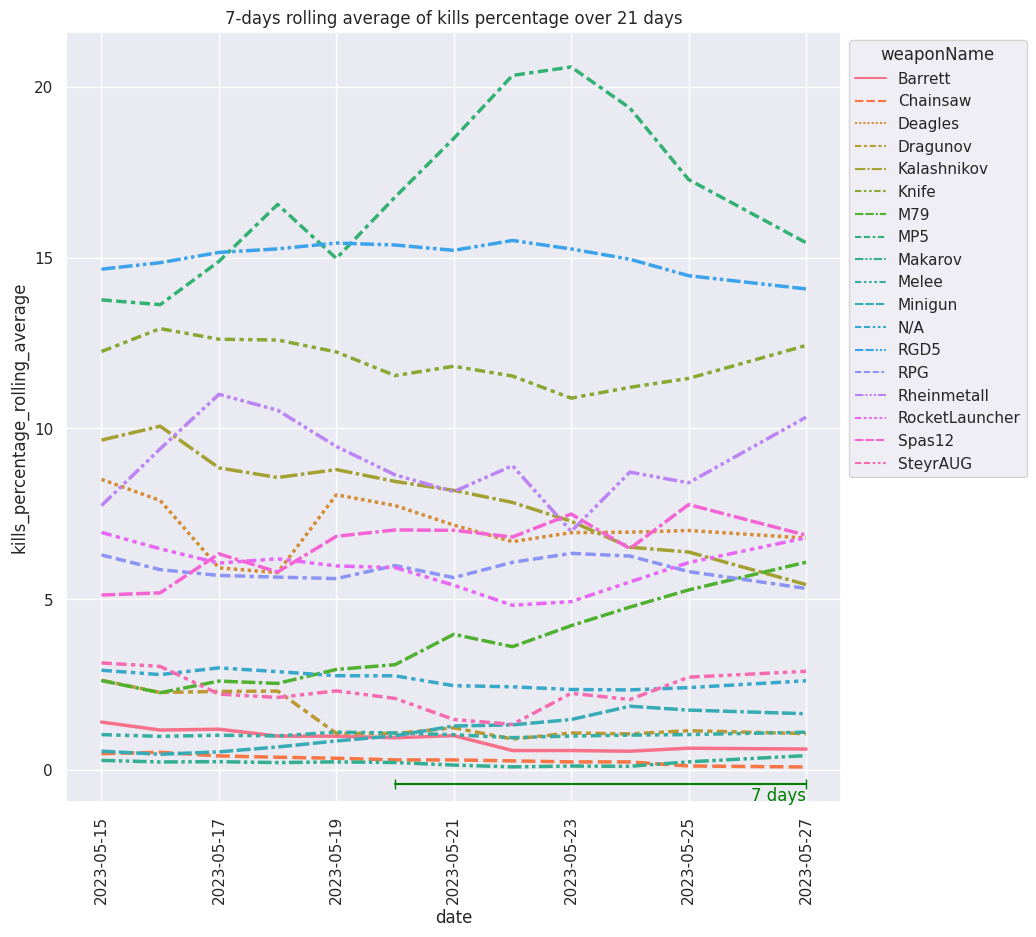 7-days rolling average of kills percentage over 21 days
kills_percentage_rolling_average
20
15
10
5
0
7 days
2023-05-15
2023-05-17
2023-05-19
2023-05-21
2023-05-23
2023-05-25
2023-05-27
date
weaponName
Barrett
Chainsaw
Deagles
Dragunov
Kalashnikov
Knife
M79
MP5
Makarov
Melee
Minigun
N/A
RGD5
RPG
Rheinmetall
RocketLauncher
Spas12
SteyrAUG